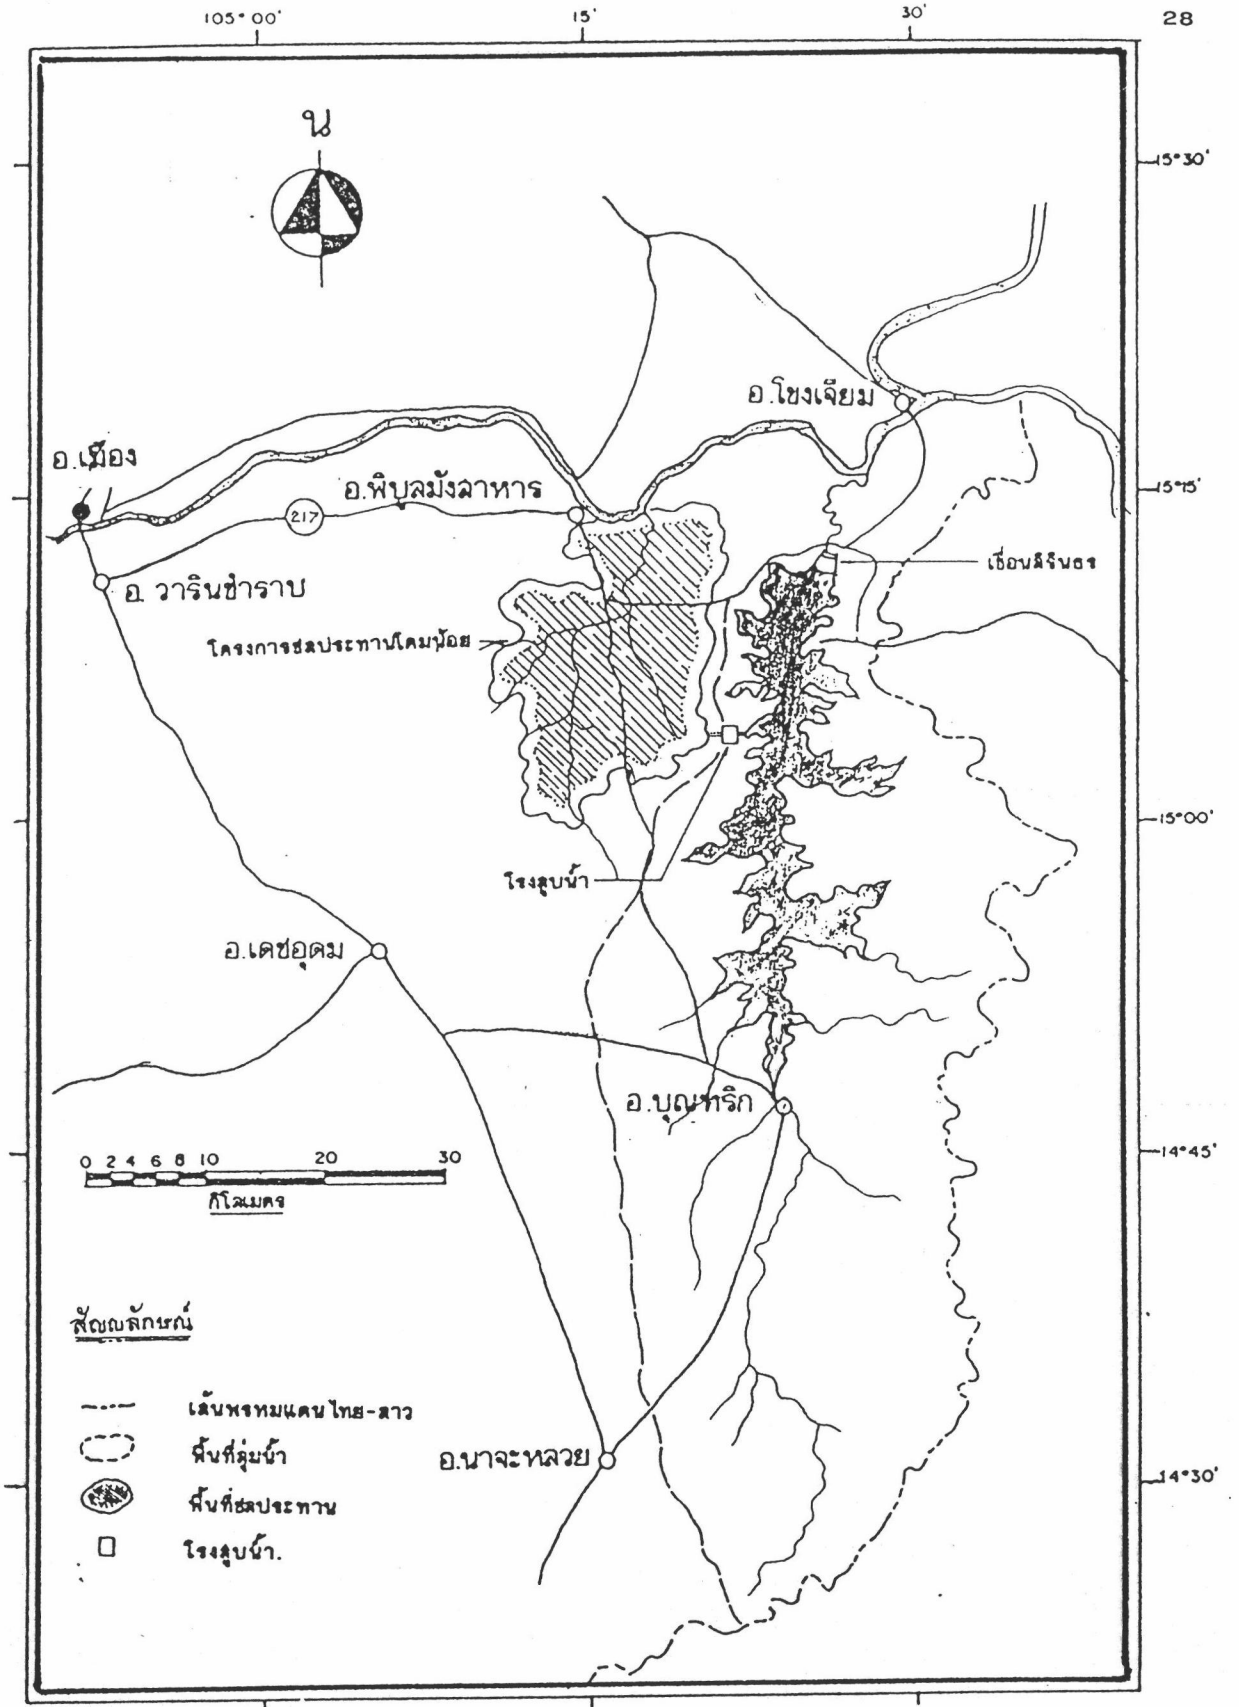 105° 00' 15' 30' 28
น
15°30'
อ.โขงเจียม
อ.เมือง
อ.พิบูลมังสาหาร
15°15'
217
เขื่อนสิรินธร
อ. วารินชำราบ
โครงการชลประทานโดมน้อย
15°00'
โรงสูบน้ำ
อ.เดชอุดม
อ.บุณฑริก
14°45'
0 2 4 6 8 10 20 30
กิโลเมตร
สัญญลักษณ์
เส้นพรหมแดนไทย-ลาว
พื้นที่ลุ่มน้ำ
อ.นาจะหลวย
14°30'
พื้นที่ชลประทาน
โรงสูบน้ำ.